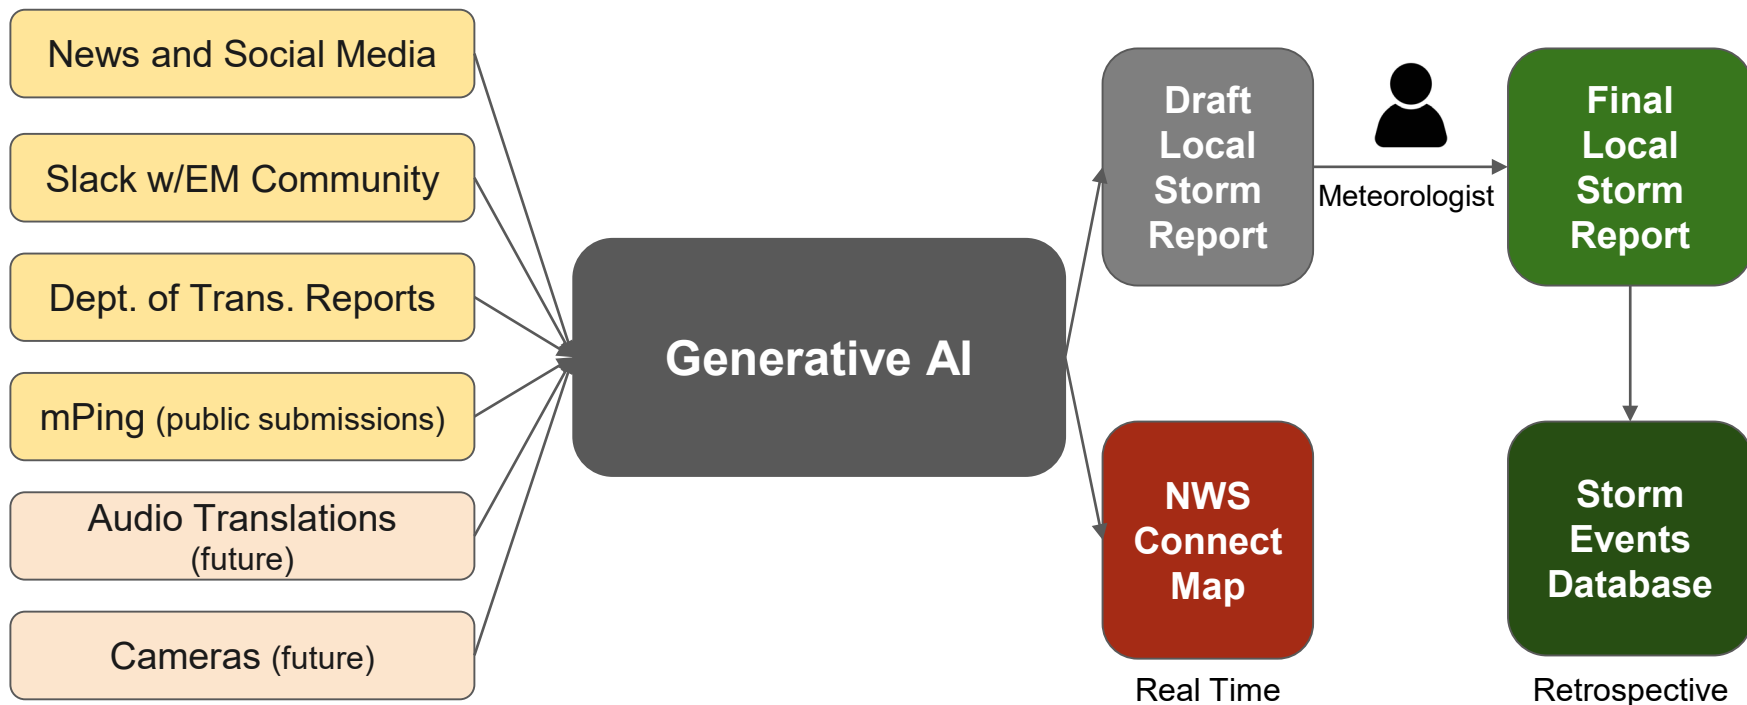 News and Social Media
Slack w/EM Community
Dept. of Trans. Reports
mPing (public submissions)
Audio Translations
(future)
Cameras (future)
Generative AI
Draft
Local
Storm
Report
Meteorologist
Final
Local
Storm
Report
NWS
Connect
Map
Real Time
Storm
Events
Database
Retrospective